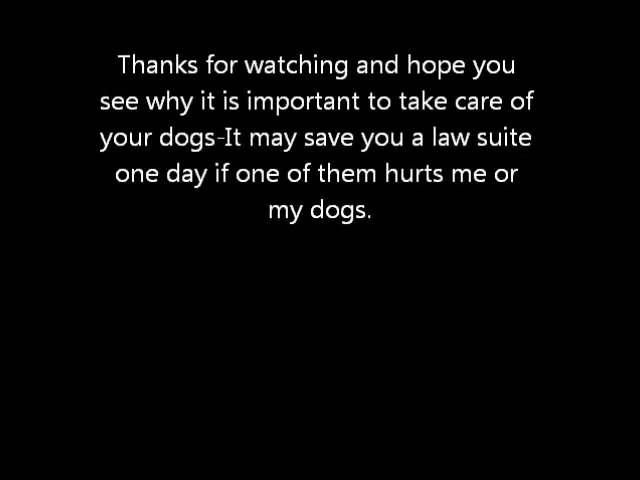 Thanks for watching and hope you
see why it is important to take care of
your dogs-It may save you a law suite
one day if one of them hurts me or
my dogs.